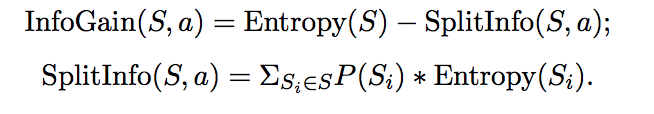 InfoGain(S, a) = Entropy(S) − SplitInfo(S, a);
SplitInfo(S, a) = Σ_{S_i∈S} P(S_i) ∗ Entropy(S_i).